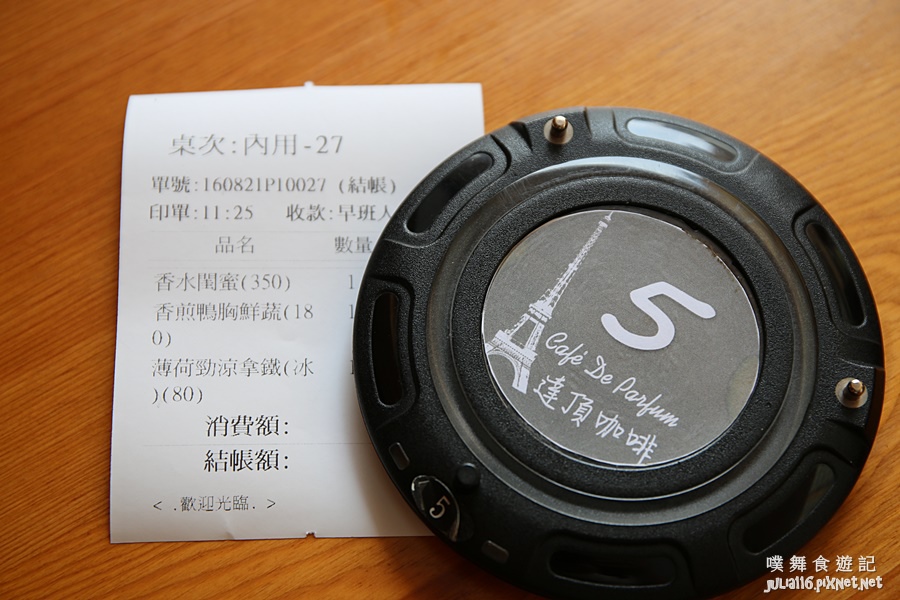 桌次:內用-27
單號:160821P10027 (結帳)
印單:11:25 收款:早班人
品名 數量
香水閨蜜(350) 1
香煎鴨胸鮮蔬(18
0)
薄荷勁涼拿鐵(冰
)(80)
消費額:
結帳額:
< .歡迎光臨. >
5
Café De Parfum
達頂咖啡
5
噗舞食遊記
julia116.pixnet.net